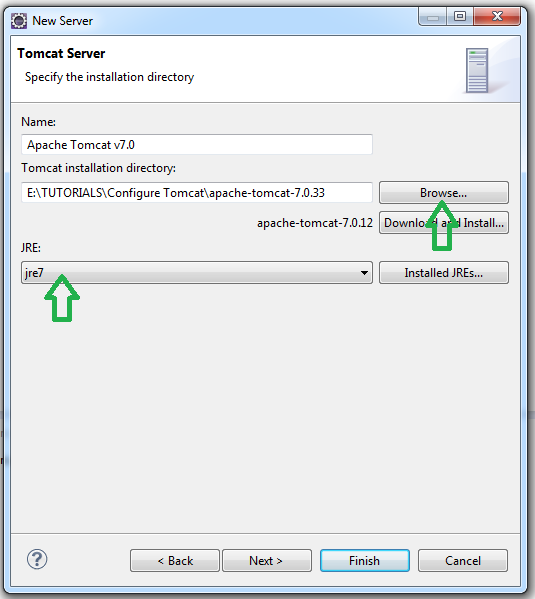 New Server
Tomcat Server
Specify the installation directory
Name:
Apache Tomcat v7.0
Tomcat installation directory:
E:\TUTORIALS\Configure Tomcat\apache-tomcat-7.0.33 Browse...
apache-tomcat-7.0.12 Download and Install...
JRE:
jre7 Installed JREs...
? < Back Next > Finish Cancel